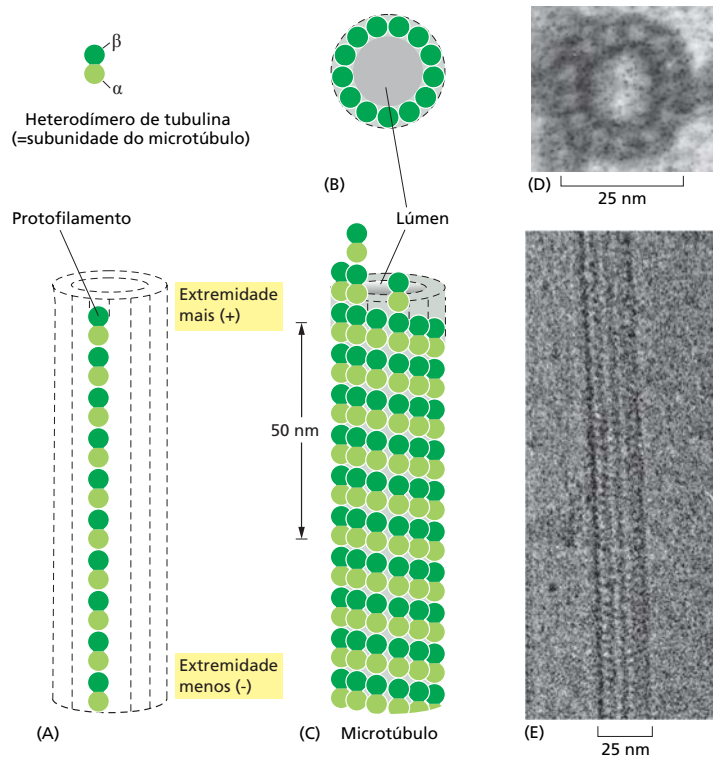 β
α
Heterodímero de tubulina
(=subunidade do microtúbulo)
(B)
(D)
25 nm
Protofilamento
Lúmen
Extremidade
mais (+)
50 nm
Extremidade
menos (-)
(A)
(C)
Microtúbulo
(E)
25 nm